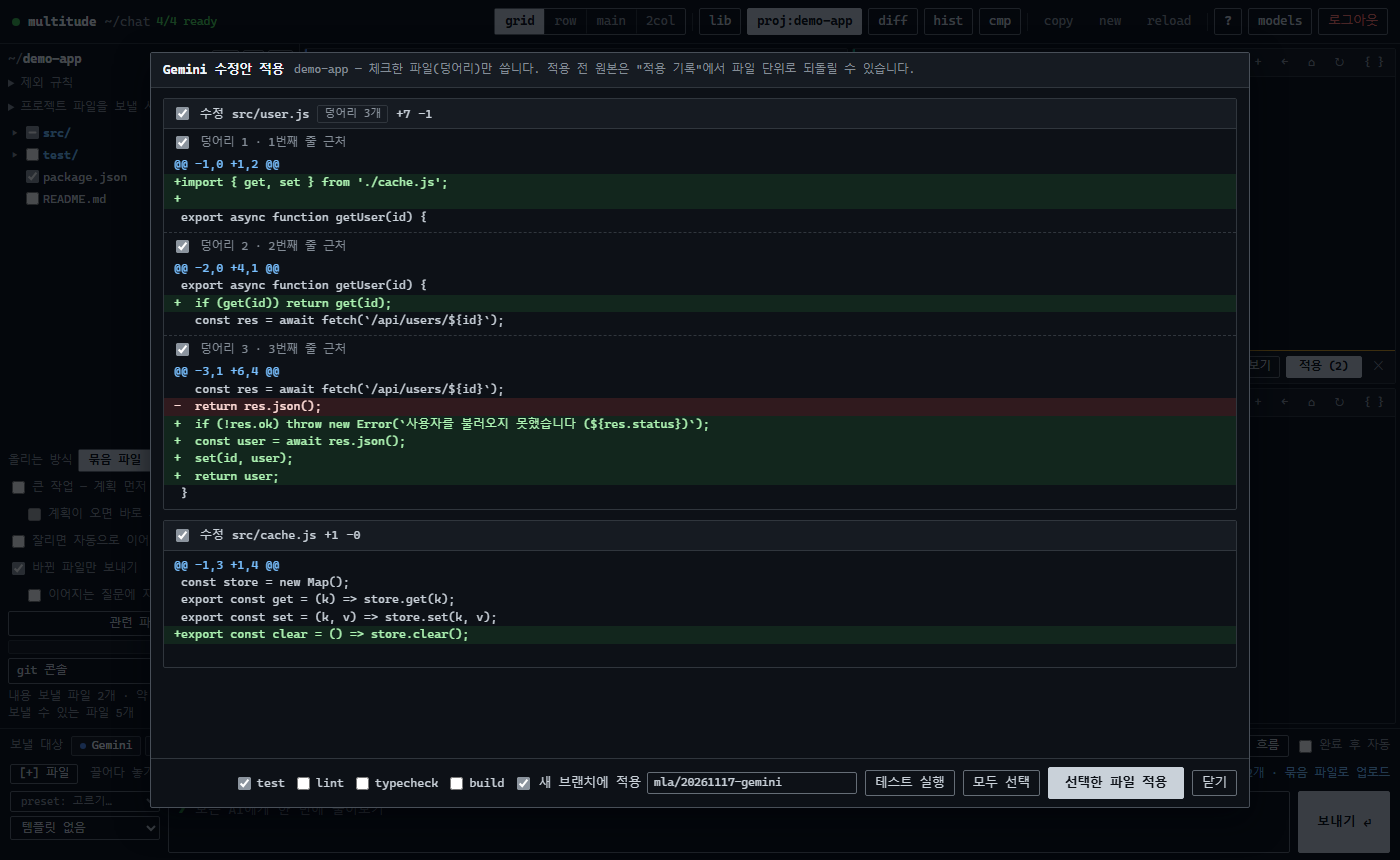 multitude ~/chat 4/4 ready grid row main 2col lib proj:demo-app diff hist cmp copy new reload ? models 로그아웃
~/demo-app
▸ 제외 규칙
▸ 프로젝트 파일을 보낼
▸ src/
▸ test/
package.json
README.md
Gemini 수정안 적용 demo-app — 체크한 파일(덩어리)만 씁니다. 적용 전 원본은 "적용 기록"에서 파일 단위로 되돌릴 수 있습니다.
수정 src/user.js 덩어리 3개 +7 −1
덩어리 1 · 1번째 줄 근처
@@ −1,0 +1,2 @@
+import { get, set } from './cache.js';
+
export async function getUser(id) {
덩어리 2 · 2번째 줄 근처
@@ −2,0 +4,1 @@
export async function getUser(id) {
+ if (get(id)) return get(id);
const res = await fetch(`/api/users/${id}`);
덩어리 3 · 3번째 줄 근처
@@ −3,1 +6,4 @@
const res = await fetch(`/api/users/${id}`);
− return res.json();
+ if (!res.ok) throw new Error(`사용자를 불러오지 못했습니다 (${res.status})`);
+ const user = await res.json();
+ set(id, user);
+ return user;
}
수정 src/cache.js +1 −0
@@ −1,3 +1,4 @@
const store = new Map();
export const get = (k) => store.get(k);
export const set = (k, v) => store.set(k, v);
+export const clear = () => store.clear();
test lint typecheck build 새 브랜치에 적용 mla/20261117-gemini 테스트 실행 모두 선택 선택한 파일 적용 닫기
보기 적용 (2) ×
올리는 방식 묶음 파일
큰 작업 — 계획 먼저
계획이 오면 바로
잘리면 자동으로 이어
바뀐 파일만 보내기
이어지는 질문에
관련
git 콘솔
내용 보낼 파일 2개 ·
보낼 수 있는 파일 5개
보낼 대상 Gemini
흐름 완료 후 자동
[+] 파일 끌어다
· 묶음 파일로 업로드
preset: 고르기…
템플릿 없음
보내기 ⏎